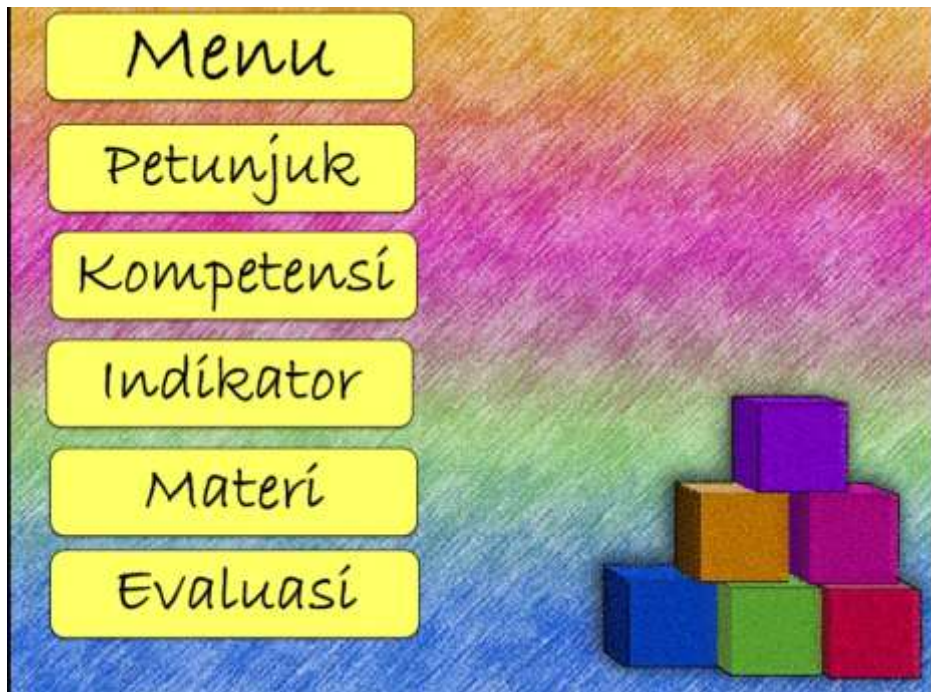 Menu
Petunjuk
Kompetensi
Indikator
Materi
Evaluasi